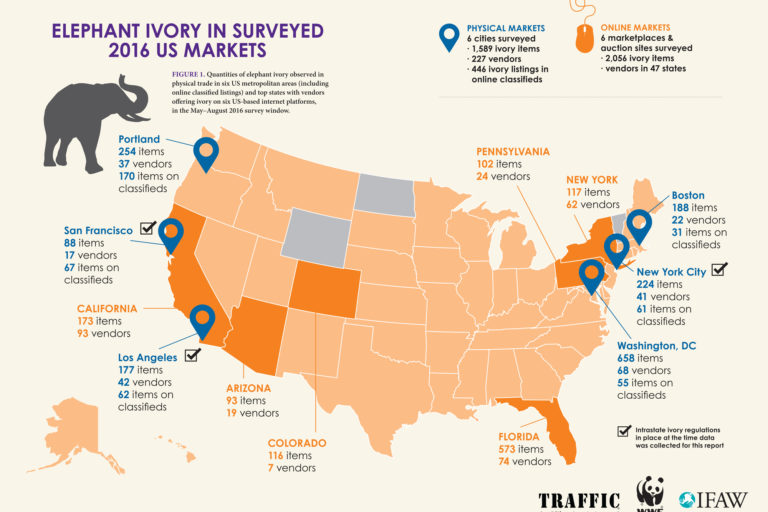 ELEPHANT IVORY IN SURVEYED
2016 US MARKETS
FIGURE 1. Quantities of elephant ivory observed in
physical trade in six US metropolitan areas (including
online classified listings) and top states with vendors
offering ivory on six US-based internet platforms,
in the May–August 2016 survey window.
PHYSICAL MARKETS
6 cities surveyed
· 1,589 ivory items
· 227 vendors
· 446 ivory listings in
online classifieds
ONLINE MARKETS
6 marketplaces &
auction sites surveyed
· 2,056 ivory items
· vendors in 47 states
Portland
254 items
37 vendors
170 items on
classifieds
San Francisco
88 items
17 vendors
67 items on
classifieds
CALIFORNIA
173 items
93 vendors
Los Angeles
177 items
42 vendors
62 items on
classifieds
ARIZONA
93 items
19 vendors
COLORADO
116 items
7 vendors
PENNSYLVANIA
102 items
24 vendors
NEW YORK
117 items
62 vendors
Boston
188 items
22 vendors
31 items on
classifieds
New York City
224 items
41 vendors
61 items on
classifieds
Washington, DC
658 items
68 vendors
55 items on
classifieds
FLORIDA
573 items
74 vendors
Intrastate ivory regulations
in place at the time data
was collected for this report
TRAFFIC
WWF
IFAW